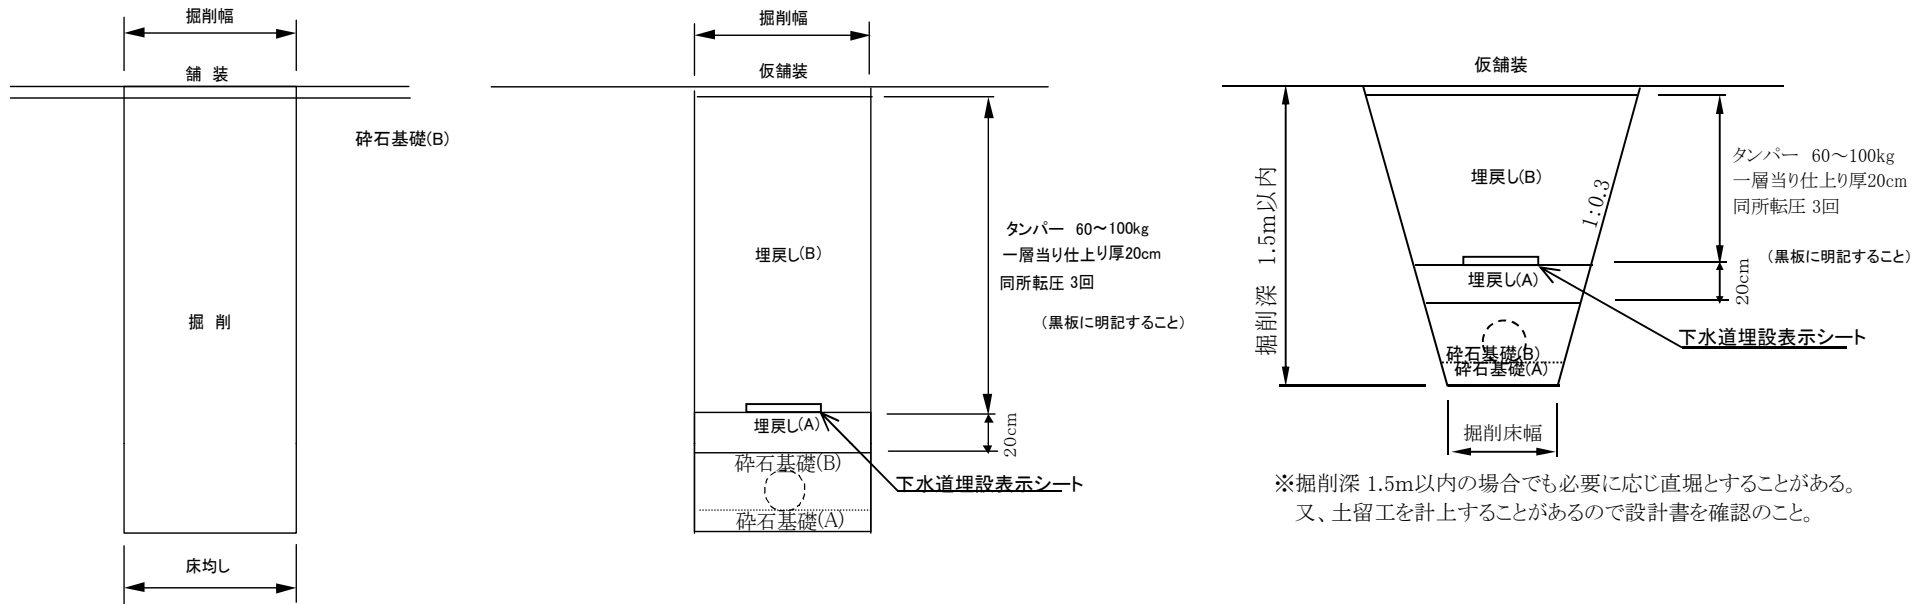 掘削幅
舗 装
砕石基礎(B)
掘 削
床均し
掘削幅
仮舗装
埋戻し(B)
タンパー 60～100kg
一層当り仕上り厚20cm
同所転圧 3回
（黒板に明記すること）
埋戻し(A)
20cm
砕石基礎(B)
下水道埋設表示シート
砕石基礎(A)
仮舗装
掘削深 1.5m以内
埋戻し(B)
1:0.3
タンパー 60～100kg
一層当り仕上り厚20cm
同所転圧 3回
（黒板に明記すること）
埋戻し(A)
20cm
下水道埋設表示シート
砕石基礎(B)
砕石基礎(A)
掘削床幅
※掘削深 1.5m以内の場合でも必要に応じ直堀とすることがある。
又、土留工を計上することがあるので設計書を確認のこと。